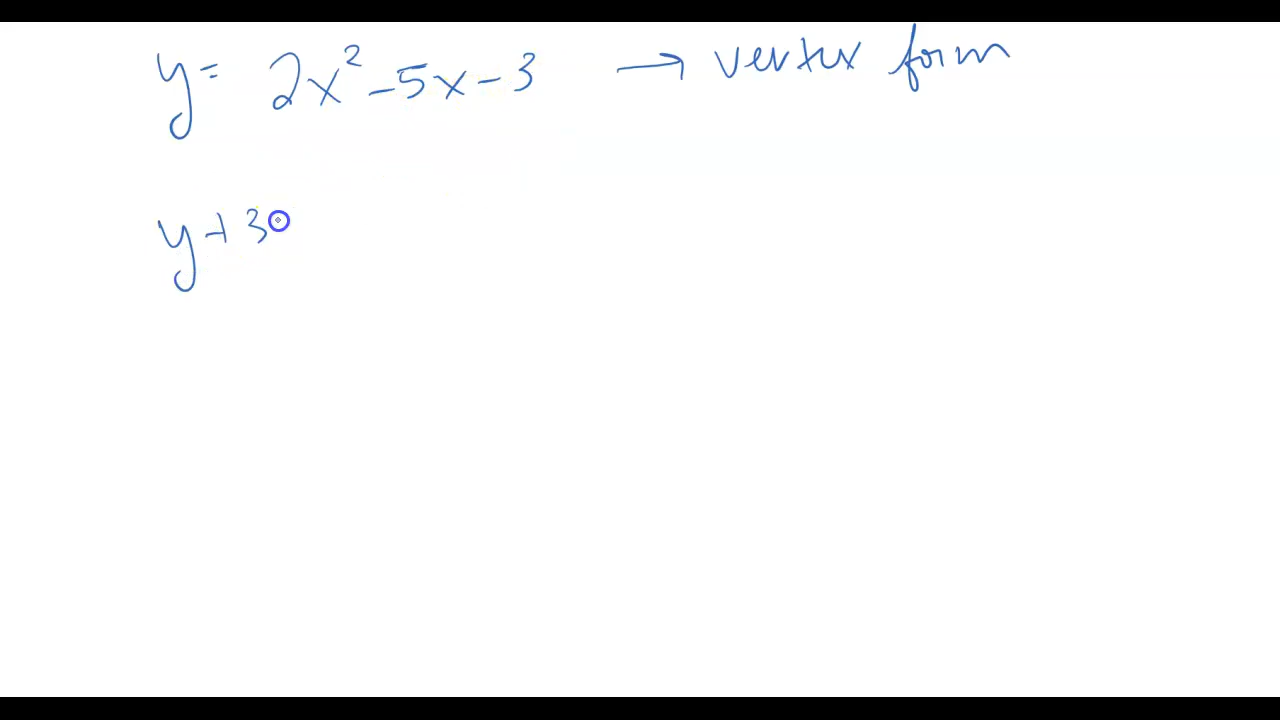 y = 2x² - 5x - 3 → vertex form
y + 3